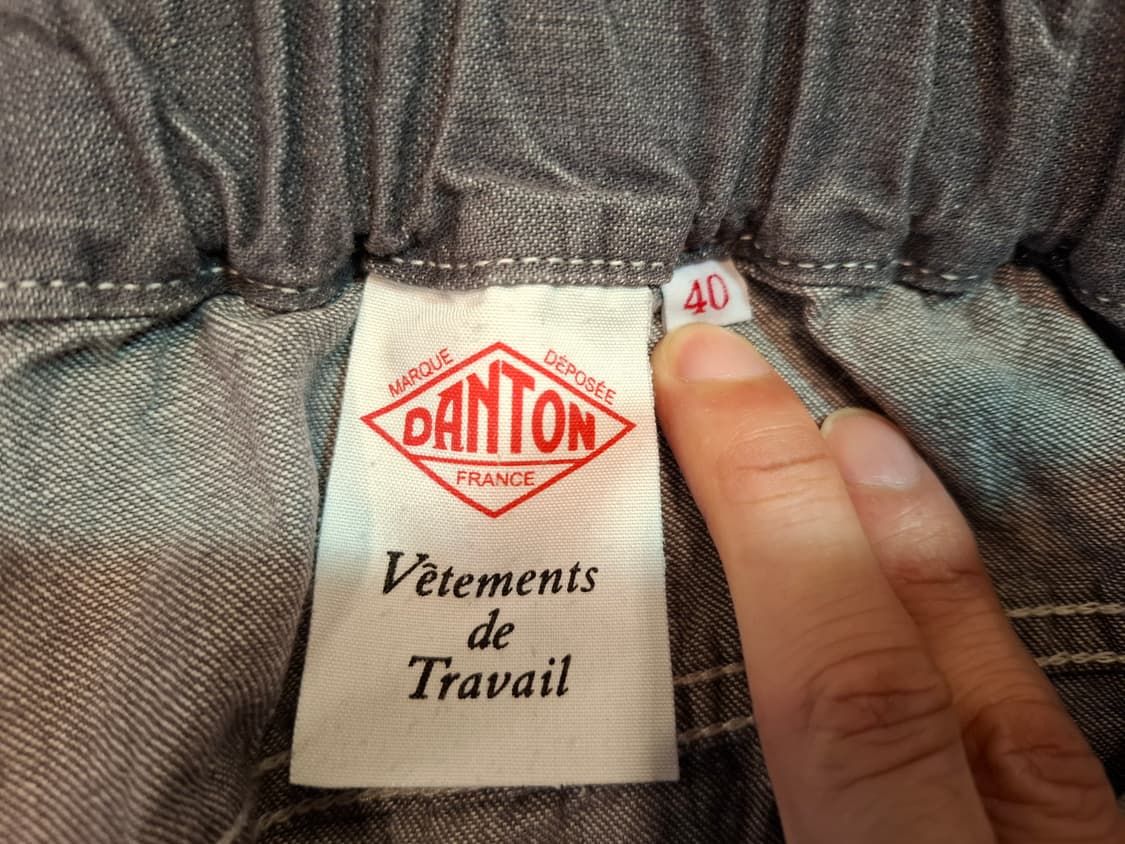 40
MARQUE DÉPOSÉE
DANTON
FRANCE
Vêtements
de
Travail